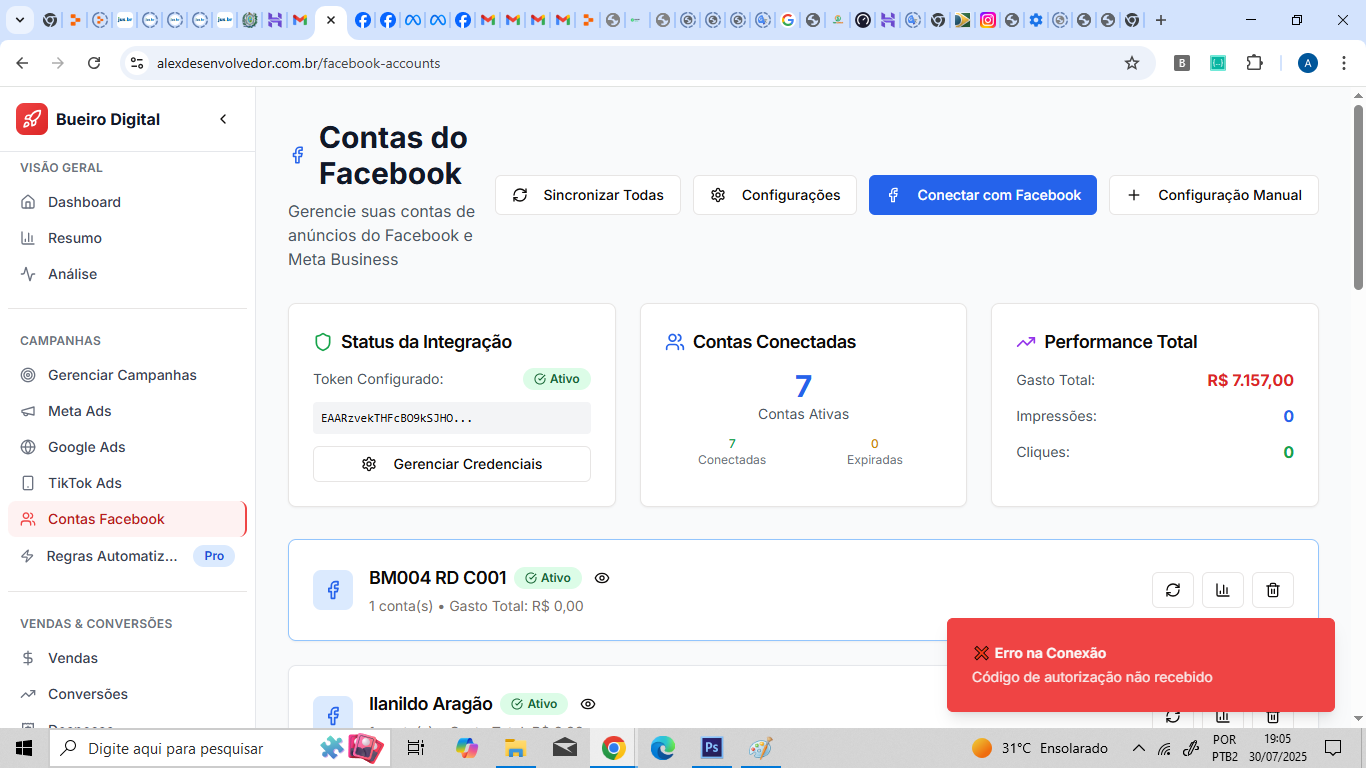 alexdesenvolvedor.com.br/facebook-accounts
B
A
Bueiro Digital
VISÃO GERAL
Dashboard
Resumo
Análise
CAMPANHAS
Gerenciar Campanhas
Meta Ads
Google Ads
TikTok Ads
Contas Facebook
Regras Automatiz... Pro
VENDAS & CONVERSÕES
Vendas
Conversões
Contas do
Facebook
Gerencie suas contas de
anúncios do Facebook e
Meta Business
Sincronizar Todas
Configurações
Conectar com Facebook
Configuração Manual
Status da Integração
Token Configurado: Ativo
EAARzvekTHFcBO9kSJHO...
Gerenciar Credenciais
Contas Conectadas
7
Contas Ativas
7
Conectadas
0
Expiradas
Performance Total
Gasto Total: R$ 7.157,00
Impressões: 0
Cliques: 0
BM004 RD C001 Ativo
1 conta(s) • Gasto Total: R$ 0,00
Ilanildo Aragão Ativo
Erro na Conexão
Código de autorização não recebido
Digite aqui para pesquisar
Ps
31°C Ensolarado
POR
PTB2
19:05
30/07/2025